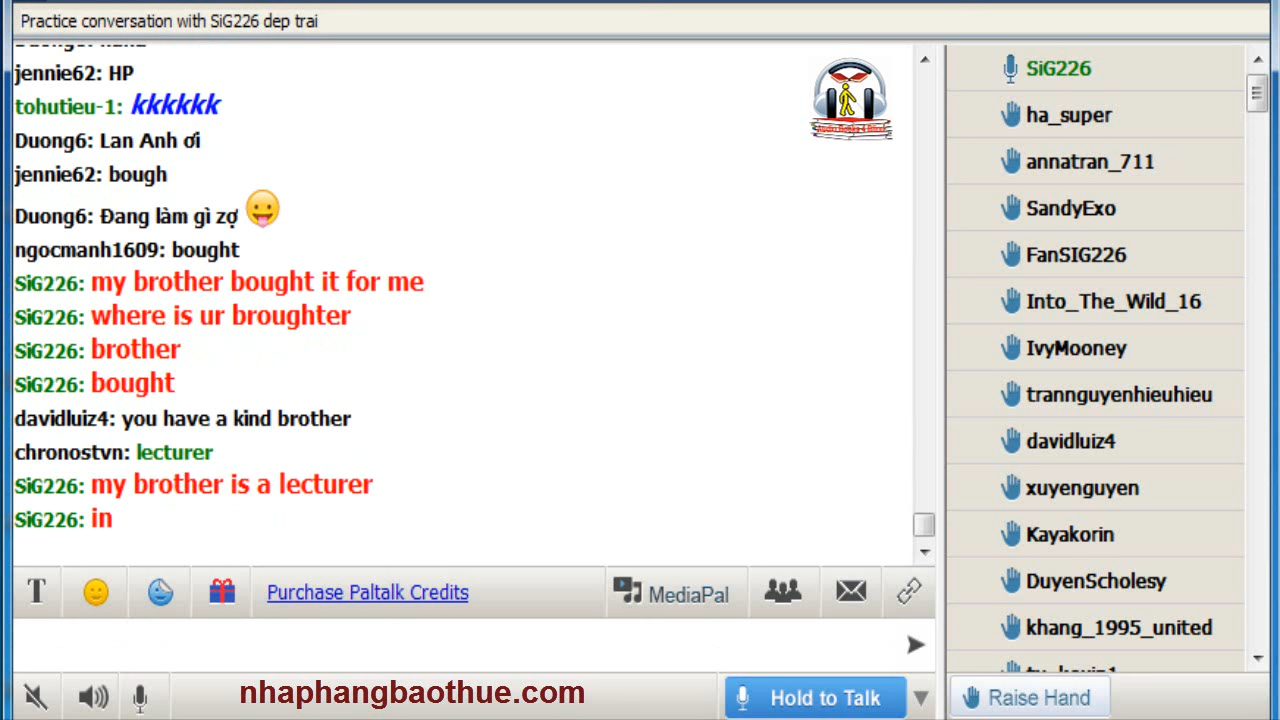 Practice conversation with SiG226 dep trai
jennie62: HP
tohutieu-1: kkkkkk
Duong6: Lan Anh ơi
jennie62: bough
Duong6: Đang làm gì zợ
ngocmanh1609: bought
SiG226: my brother bought it for me
SiG226: where is ur broughter
SiG226: brother
SiG226: bought
davidluiz4: you have a kind brother
chronostvn: lecturer
SiG226: my brother is a lecturer
SiG226: in
T
Purchase Paltalk Credits
MediaPal
nhaphangbaothue.com
Hold to Talk
SiG226
ha_super
annatran_711
SandyExo
FanSIG226
Into_The_Wild_16
IvyMooney
trannguyenhieuhieu
davidluiz4
xuyenguyen
Kayakorin
DuyenScholesy
khang_1995_united
Raise Hand